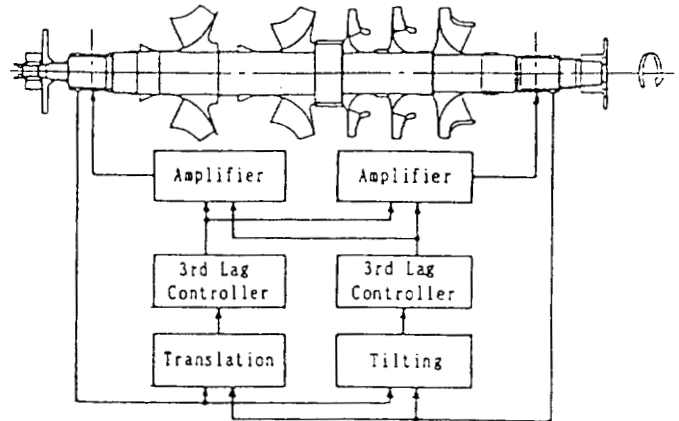 Amplifier
Amplifier
3rd Lag
Controller
3rd Lag
Controller
Translation
Tilting